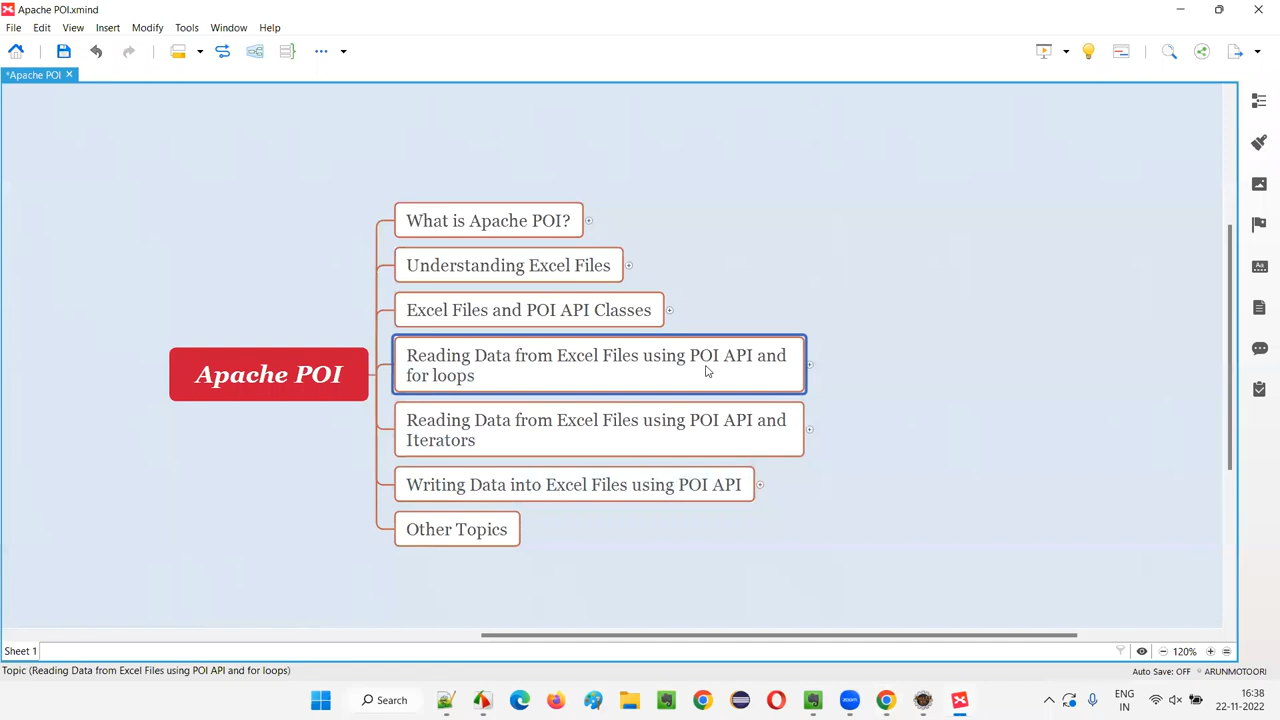 Apache POI.xmind
File Edit View Insert Modify Tools Window Help
*Apache POI
What is Apache POI?
Understanding Excel Files
Excel Files and POI API Classes
Reading Data from Excel Files using POI API and
for loops
Apache POI
Reading Data from Excel Files using POI API and
Iterators
Writing Data into Excel Files using POI API
Other Topics
Sheet 1
120%
Topic (Reading Data from Excel Files using POI API and for loops)
Auto Save: OFF
ARUNMOTOORI
Search
ENG
IN
16:38
22-11-2022